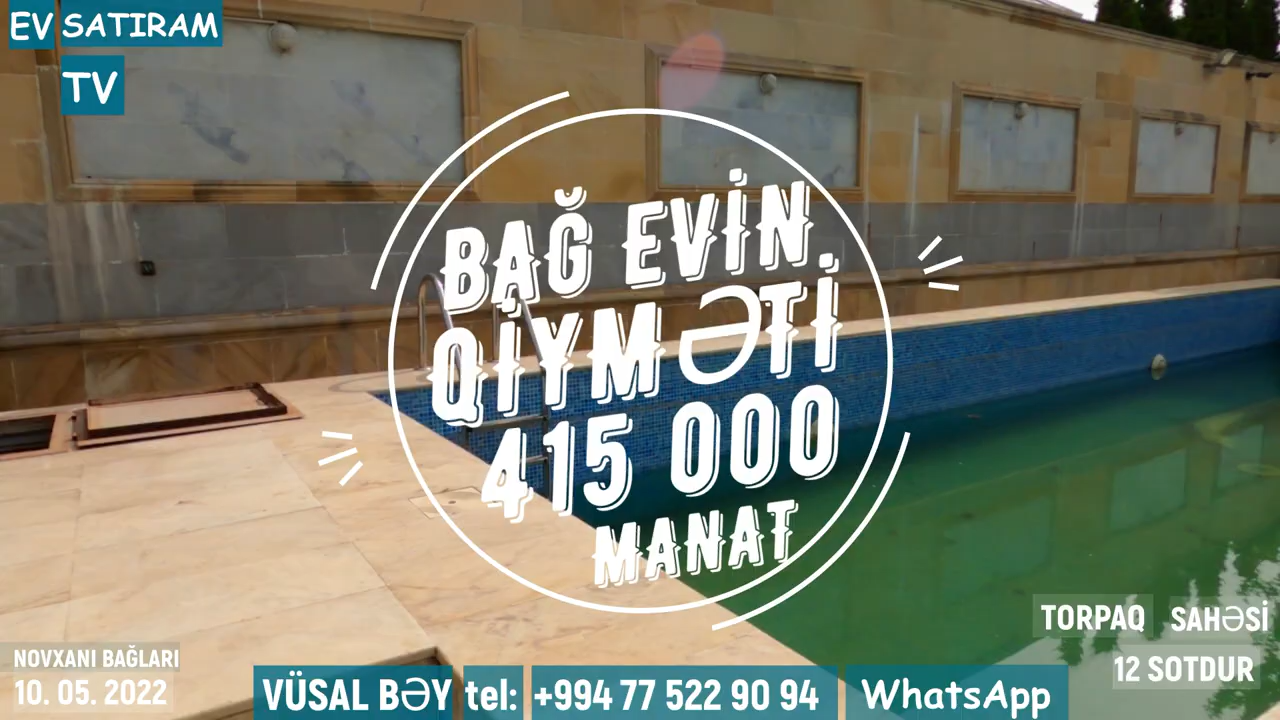 EV SATIRAM
TV
BAĞ EVİN
QİYMƏTİ
415 000
MANAT
TORPAQ SAHƏSİ
12 SOTDUR
NOVXANI BAĞLARI
10. 05. 2022
VÜSAL BƏY tel: +994 77 522 90 94 WhatsApp